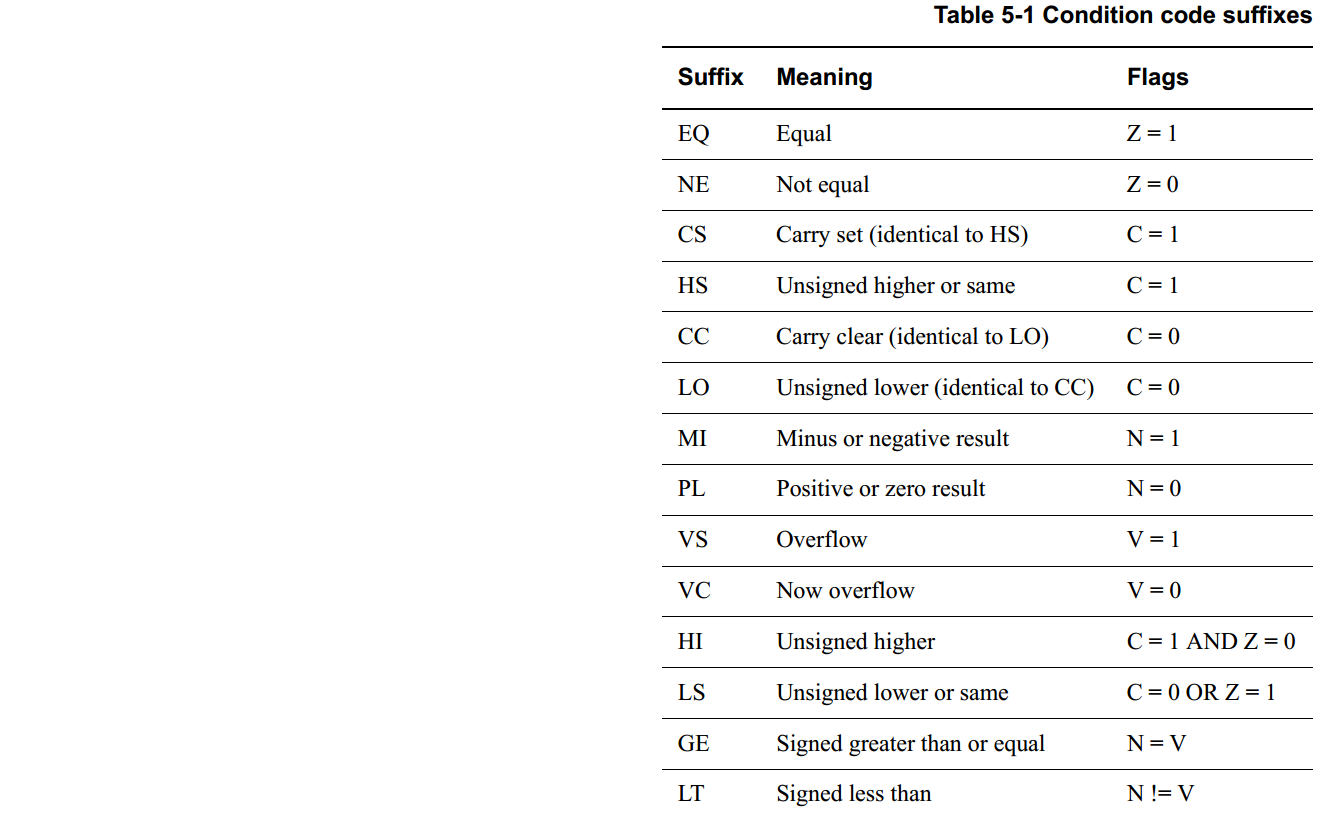 Table 5-1 Condition code suffixes
Suffix Meaning Flags
EQ Equal Z = 1
NE Not equal Z = 0
CS Carry set (identical to HS) C = 1
HS Unsigned higher or same C = 1
CC Carry clear (identical to LO) C = 0
LO Unsigned lower (identical to CC) C = 0
MI Minus or negative result N = 1
PL Positive or zero result N = 0
VS Overflow V = 1
VC Now overflow V = 0
HI Unsigned higher C = 1 AND Z = 0
LS Unsigned lower or same C = 0 OR Z = 1
GE Signed greater than or equal N = V
LT Signed less than N != V